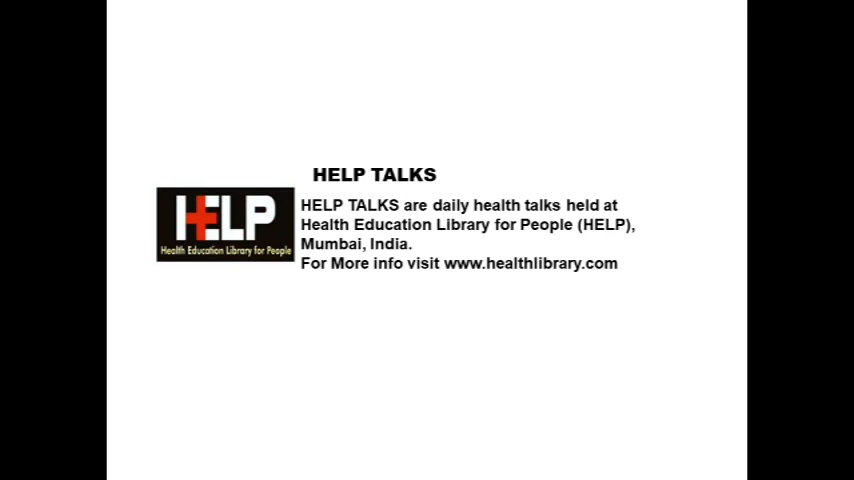 HELP TALKS
HELP
Health Education Library for People
HELP TALKS are daily health talks held at
Health Education Library for People (HELP),
Mumbai, India.
For More info visit www.healthlibrary.com